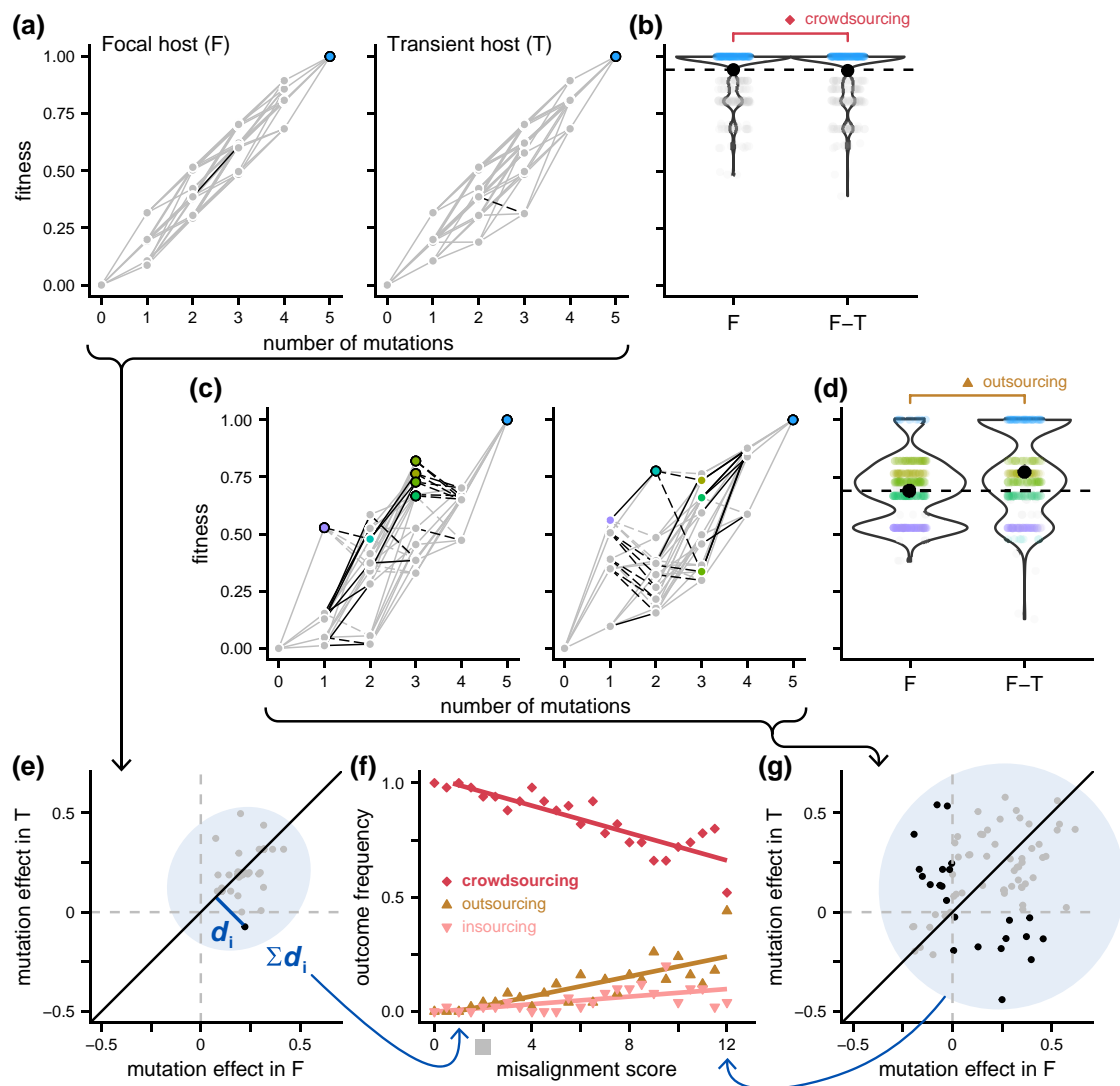 (a)
Focal host (F)
Transient host (T)
(b)
crowdsourcing
1.00
0.75
0.50
0.25
0.00
fitness
0 1 2 3 4 5
0 1 2 3 4 5
number of mutations
F F−T
(c)
(d)
outsourcing
1.00
0.75
0.50
0.25
0.00
fitness
0 1 2 3 4 5
0 1 2 3 4 5
number of mutations
F F−T
(e)
0.5
0
−0.5
mutation effect in T
di
Σdi
−0.5 0 0.5
mutation effect in F
(f)
1.0
0.5
0.0
outcome frequency
crowdsourcing
outsourcing
insourcing
0 2 4 6 8 10 12
misalignment score
(g)
0.5
0
−0.5
mutation effect in T
−0.5 0 0.5
mutation effect in F